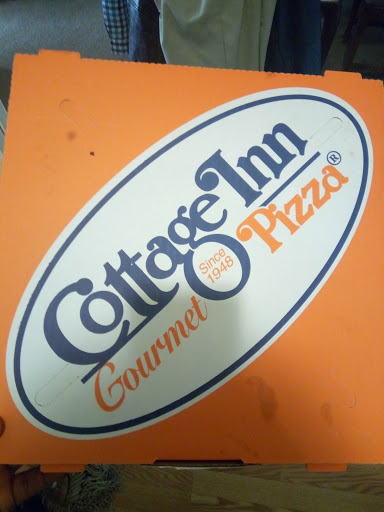 Cottage Inn
Gourmet Pizza®
Since
1948